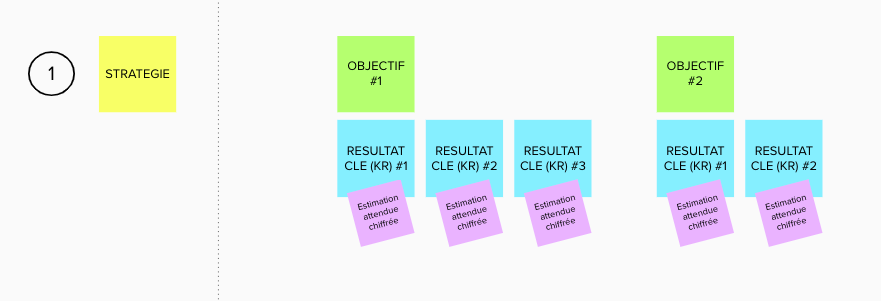 1
STRATEGIE
OBJECTIF
#1
OBJECTIF
#2
RESULTAT
CLE (KR) #1
RESULTAT
CLE (KR) #2
RESULTAT
CLE (KR) #3
RESULTAT
CLE (KR) #1
RESULTAT
CLE (KR) #2
Estimation
attendue
chiffrée
Estimation
attendue
chiffrée
Estimation
attendue
chiffrée
Estimation
attendue
chiffrée
Estimation
attendue
chiffrée